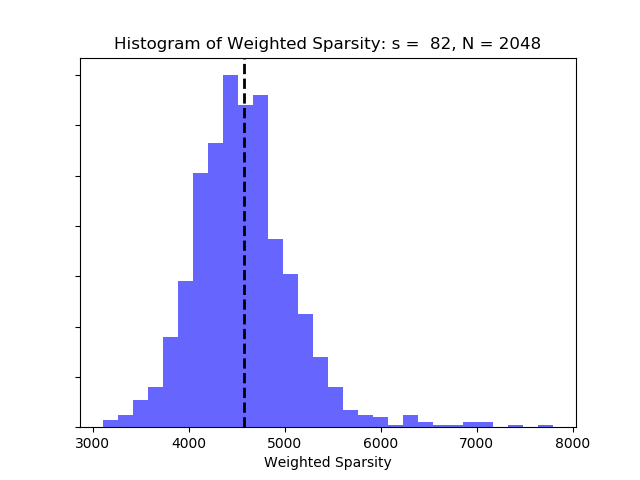 Histogram of Weighted Sparsity: s =  82, N = 2048
3000 4000 5000 6000 7000 8000
Weighted Sparsity